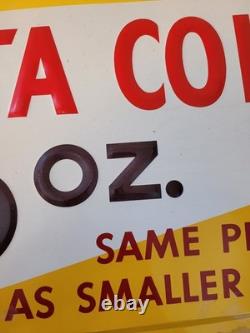 TA CO
OZ.
SAME P
AS SMALLER